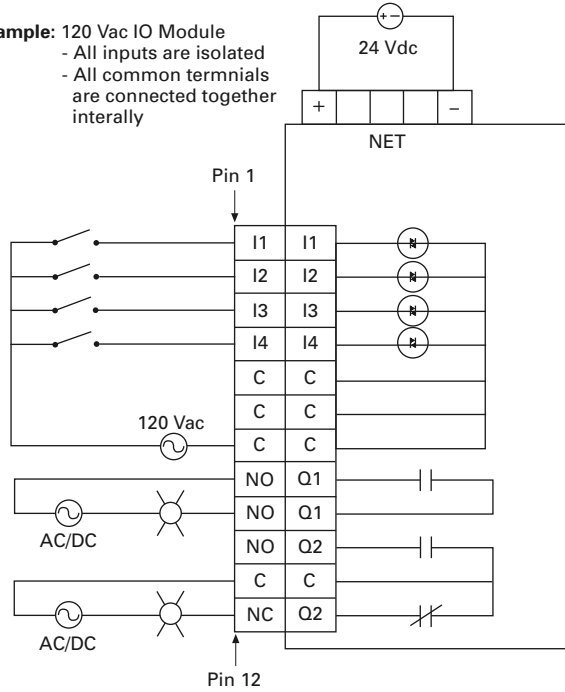 ample: 120 Vac IO Module
- All inputs are isolated
- All common termnials
are connected together
interally
24 Vdc
+ –
NET
Pin 1
I1 I1
I2 I2
I3 I3
I4 I4
C C
C C
120 Vac
C C
NO Q1
NO Q1
AC/DC
NO Q2
C C
NC Q2
AC/DC
Pin 12